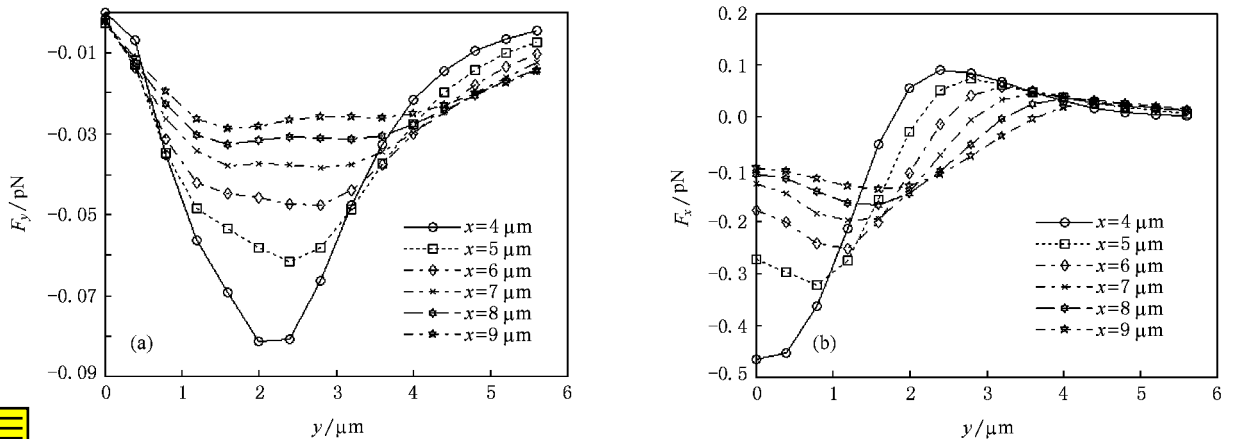 -0.01
-0.03
-0.05
-0.07
-0.09
F_y/pN
0 1 2 3 4 5 6
y/μm
(a)
x=4 μm
x=5 μm
x=6 μm
x=7 μm
x=8 μm
x=9 μm
0.2
0.1
0.0
-0.1
-0.2
-0.3
-0.4
-0.5
F_x/pN
0 1 2 3 4 5 6
y/μm
(b)
x=4 μm
x=5 μm
x=6 μm
x=7 μm
x=8 μm
x=9 μm